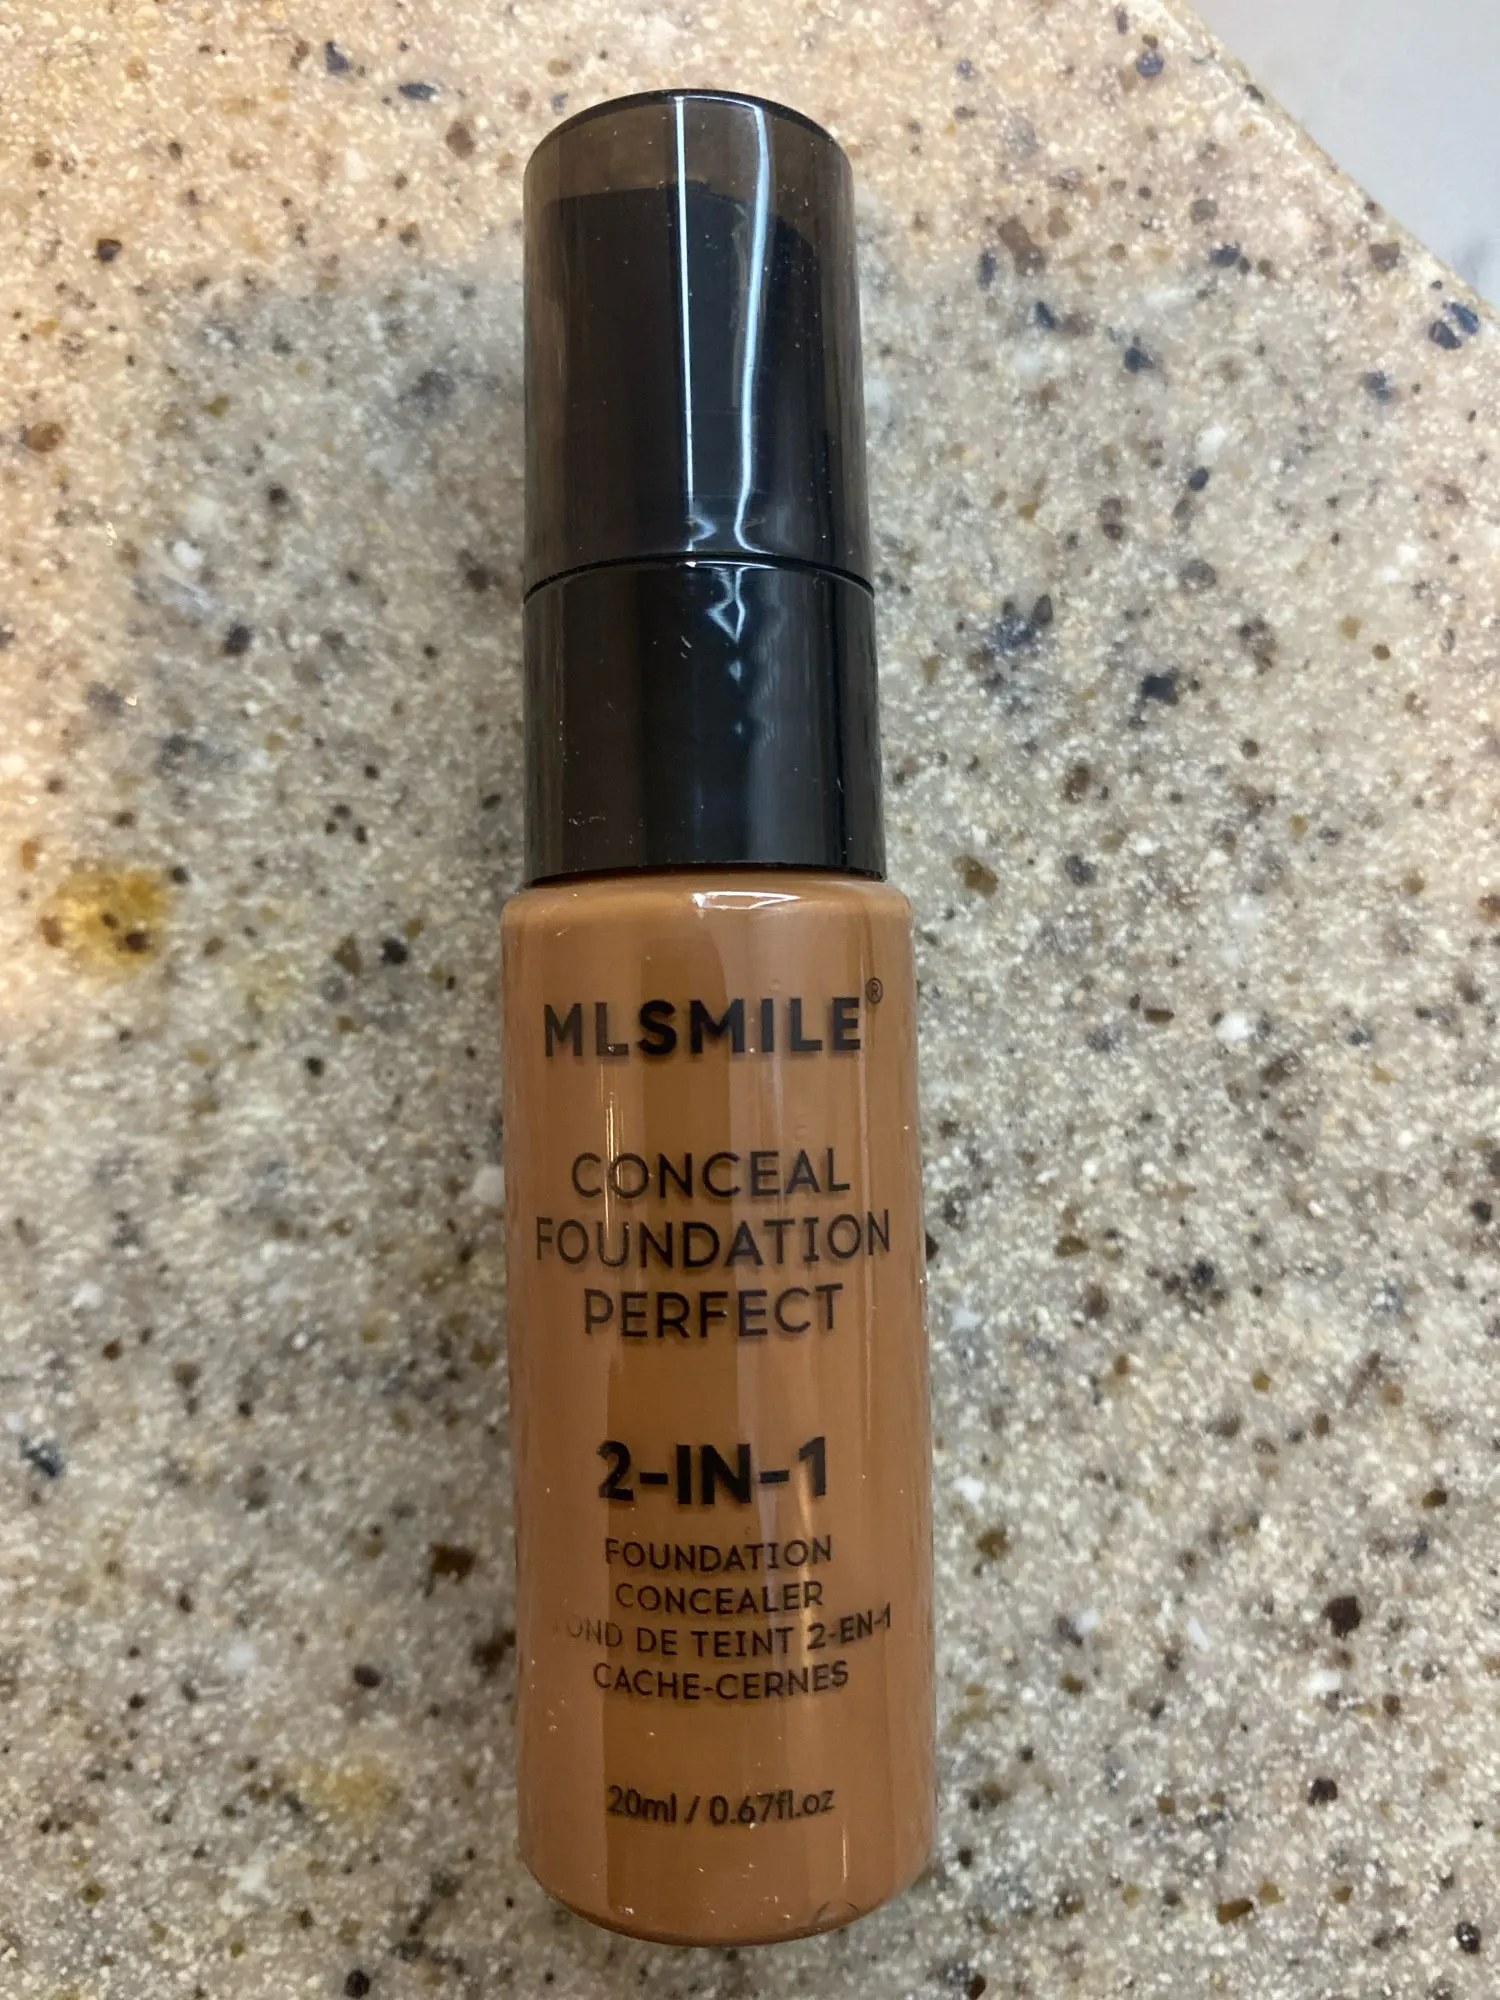 MLSMILE®
CONCEAL
FOUNDATION
PERFECT
2-IN-1
FOUNDATION
CONCEALER
FOND DE TEINT 2-EN-1
CACHE-CERNES
20ml / 0.67fl.oz